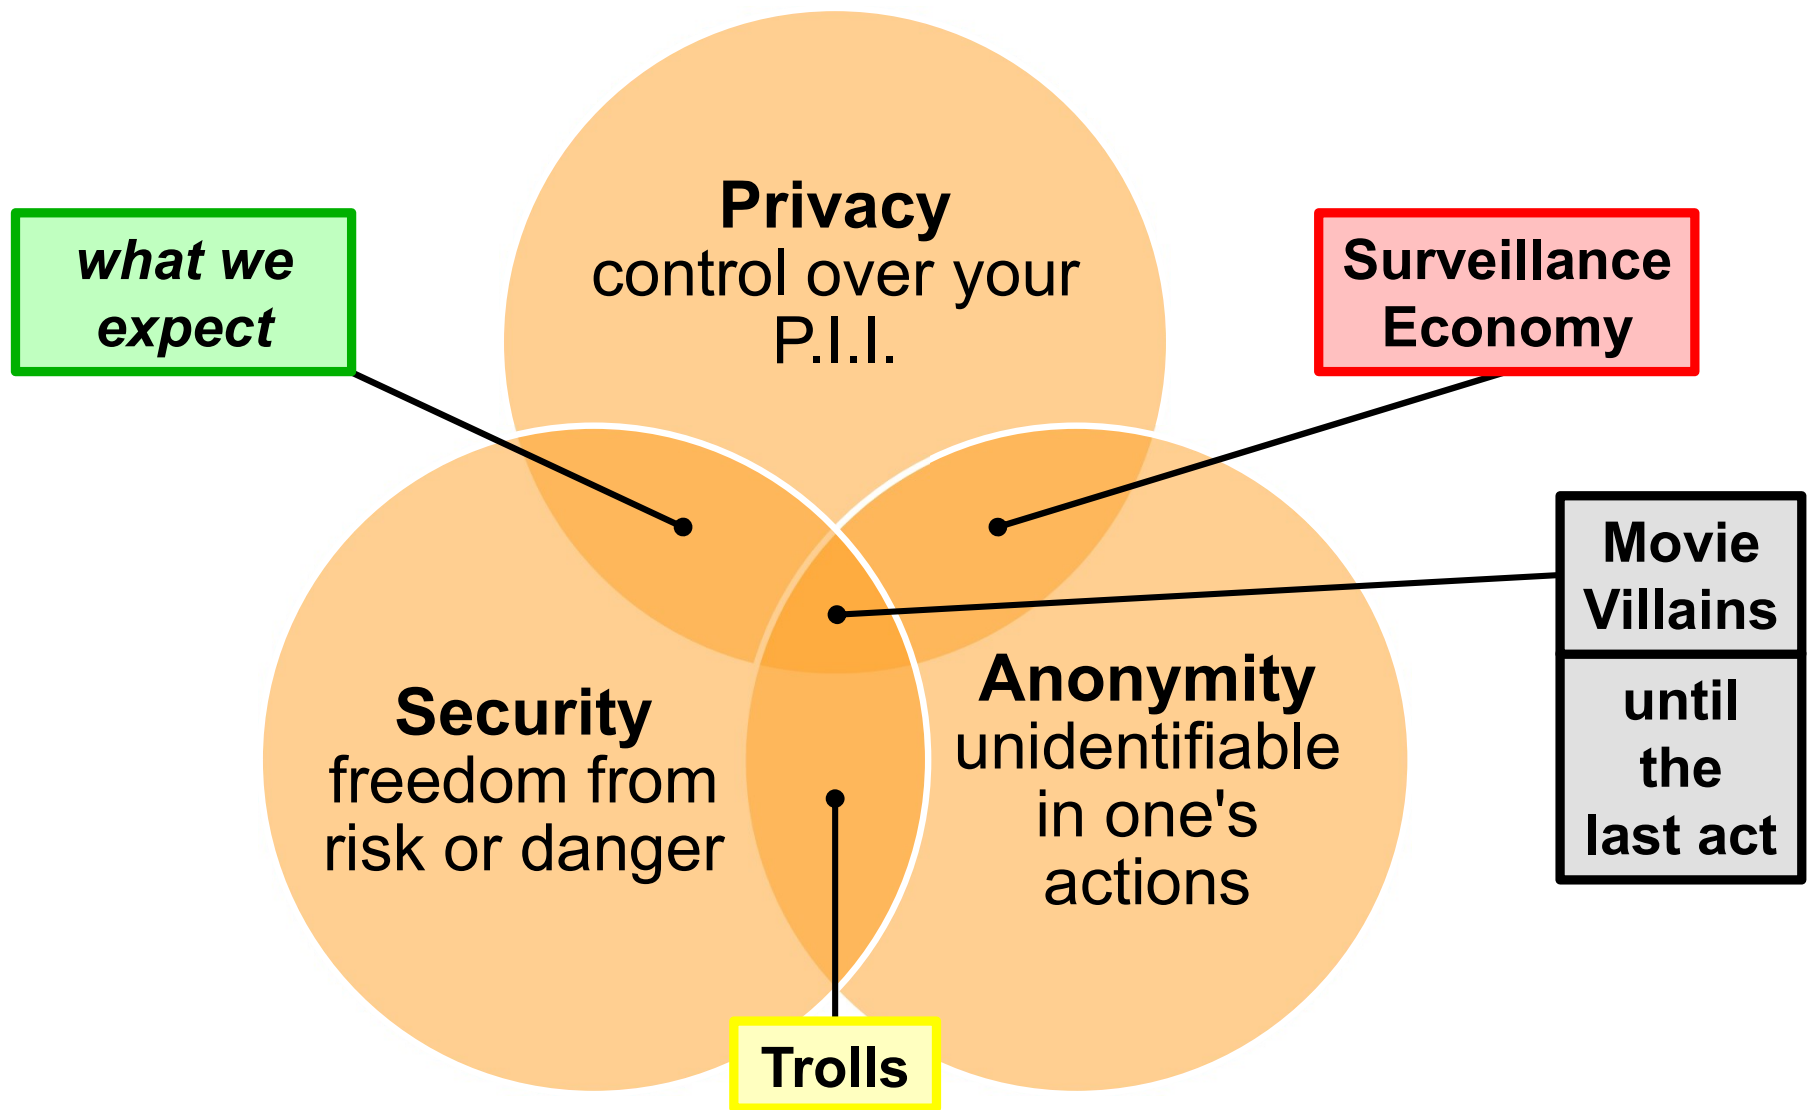 Privacy
control over your
P.I.I.
what we
expect
Surveillance
Economy
Movie
Villains
until
the
last act
Security
freedom from
risk or danger
Anonymity
unidentifiable
in one's
actions
Trolls